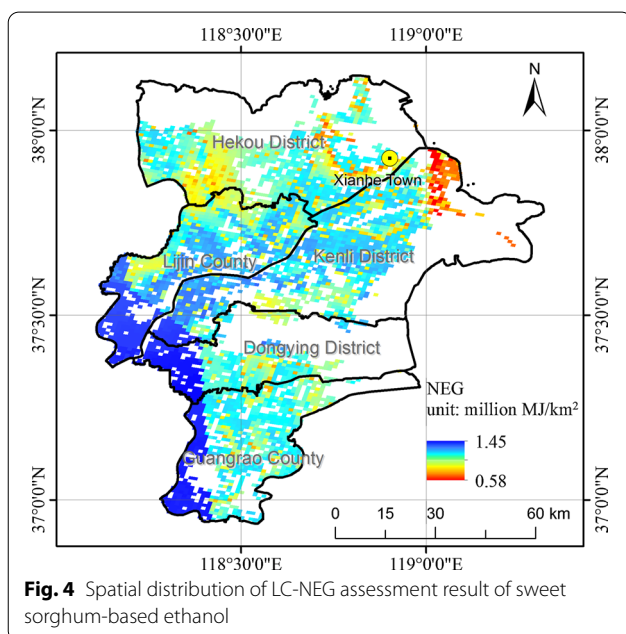 118°30'0"E 119°0'0"E
N
38°0'0"N 38°0'0"N
Hekou District
Xianhe Town
Lijin County
Kenli District
37°30'0"N 37°30'0"N
Dongying District
NEG
unit: million MJ/km²
1.45
0.58
Guangrao County
37°0'0"N 37°0'0"N
0 15 30 60 km
118°30'0"E 119°0'0"E
Fig. 4 Spatial distribution of LC-NEG assessment result of sweet
sorghum-based ethanol